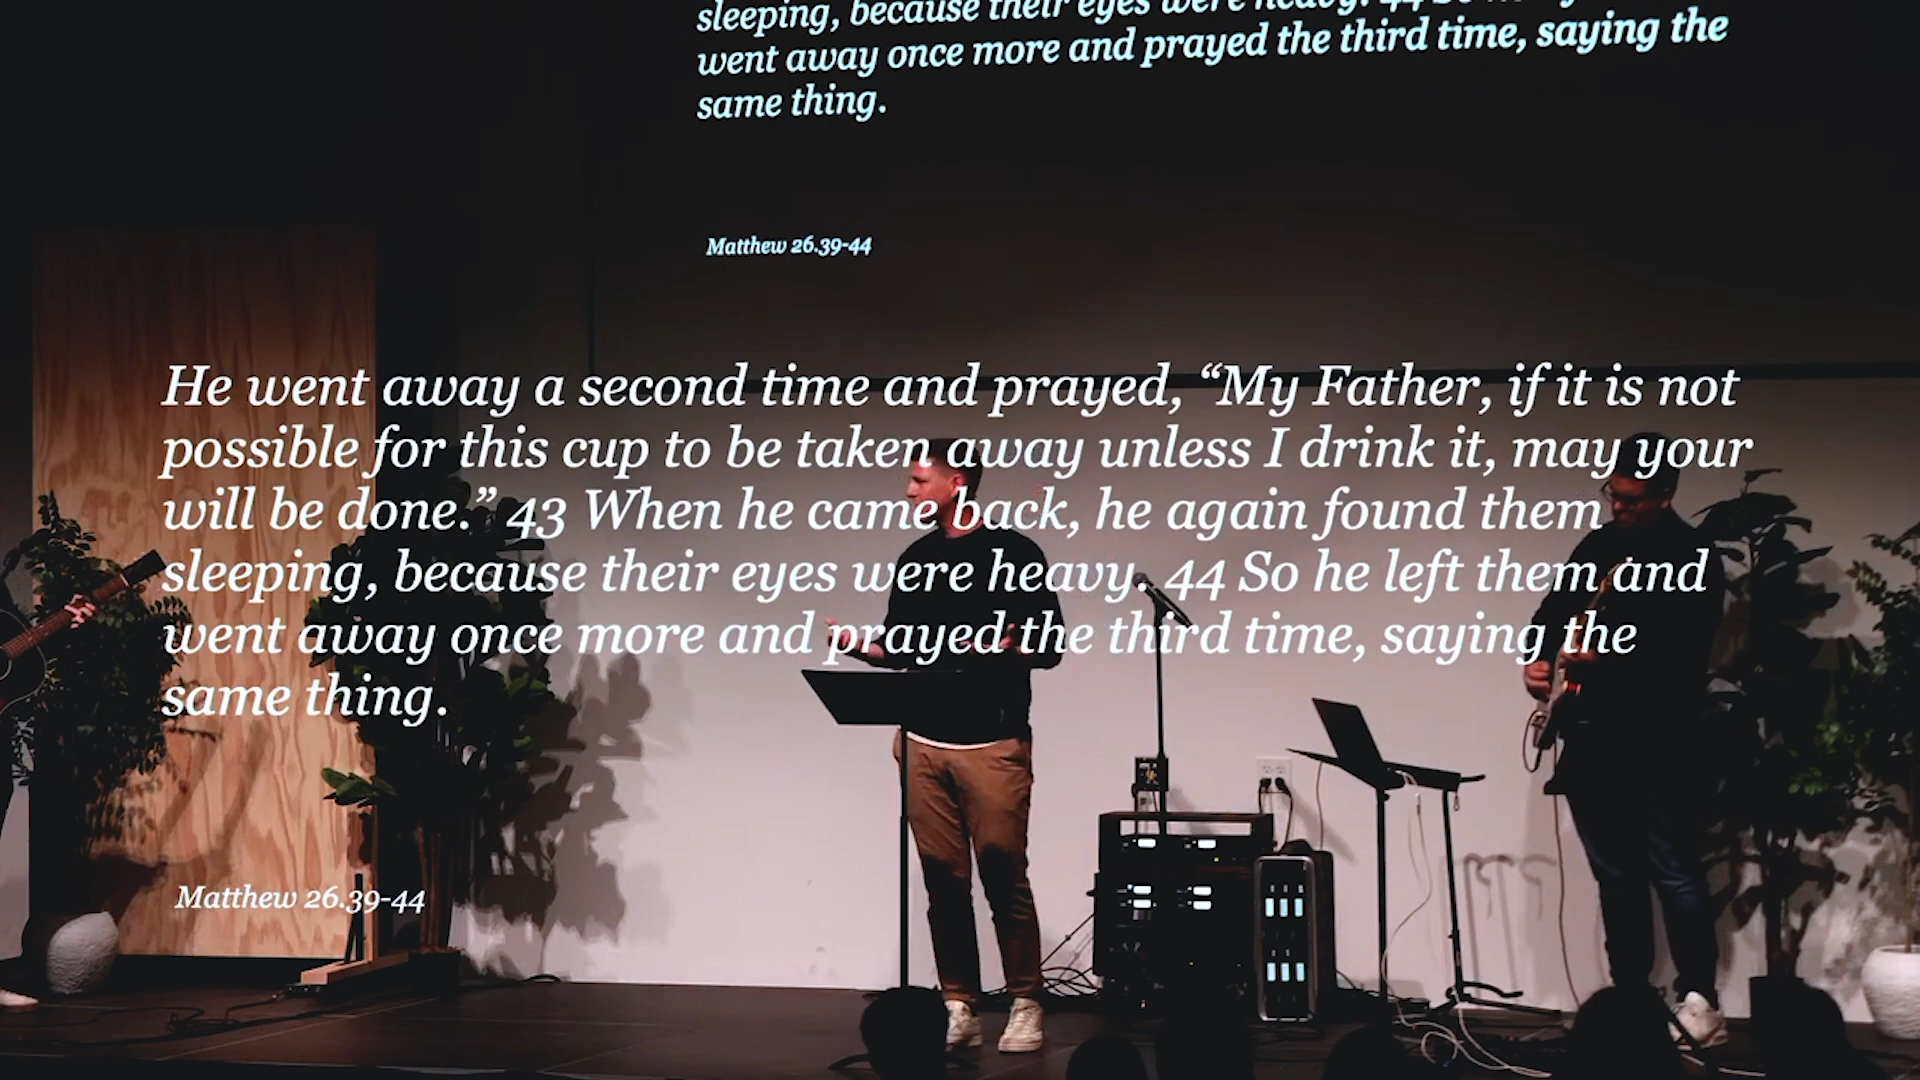 sleeping, because their eyes were heavy. 44 So
went away once more and prayed the third time, saying the
same thing.
Matthew 26.39-44
He went away a second time and prayed, “My Father, if it is not
possible for this cup to be taken away unless I drink it, may your
will be done.” 43 When he came back, he again found them
sleeping, because their eyes were heavy. 44 So he left them and
went away once more and prayed the third time, saying the
same thing.
Matthew 26.39-44